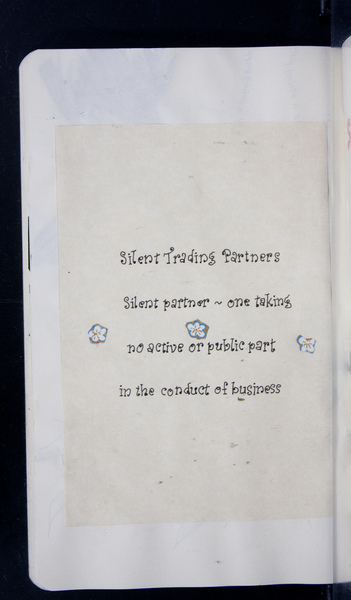 Silent Trading Partners
Silent partner ~ one taking
no active or public part
in the conduct of business